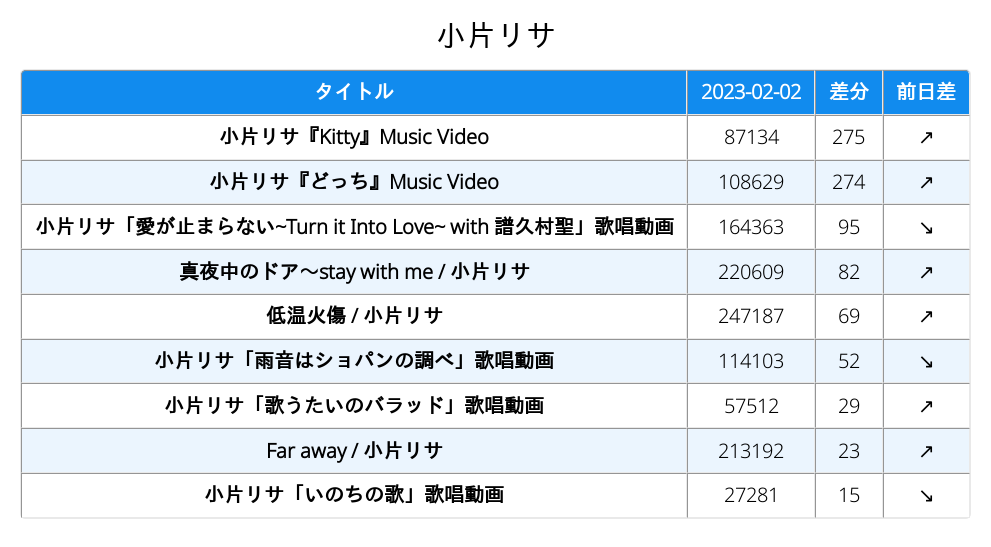 小片リサ
タイトル 2023-02-02 差分 前日差
小片リサ『Kitty』Music Video 87134 275 ↗
小片リサ『どっち』Music Video 108629 274 ↗
小片リサ「愛が止まらない~Turn it Into Love~ with 譜久村聖」歌唱動画 164363 95 ↘
真夜中のドア〜stay with me / 小片リサ 220609 82 ↗
低温火傷 / 小片リサ 247187 69 ↗
小片リサ「雨音はショパンの調べ」歌唱動画 114103 52 ↘
小片リサ「歌うたいのバラッド」歌唱動画 57512 29 ↗
Far away / 小片リサ 213192 23 ↗
小片リサ「いのちの歌」歌唱動画 27281 15 ↘